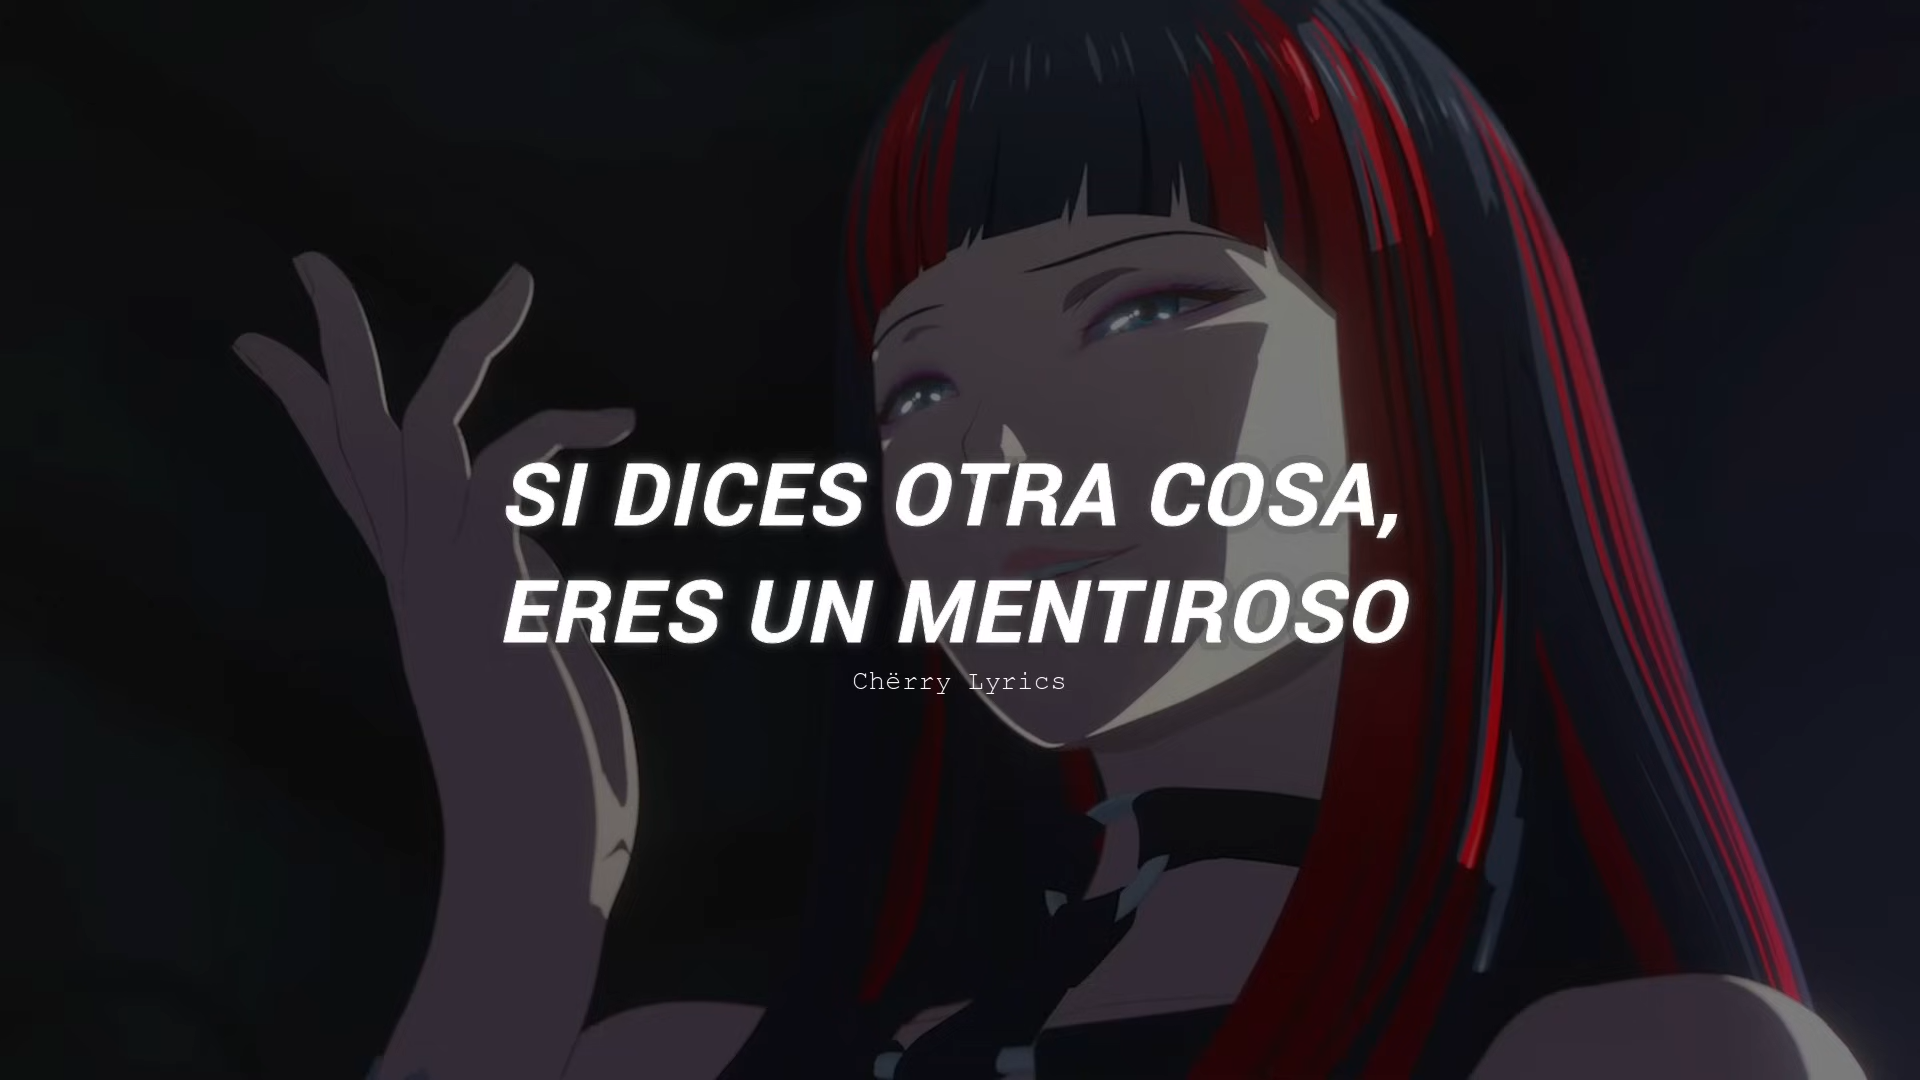 SI DICES OTRA COSA,
ERES UN MENTIROSO
Chërry Lyrics